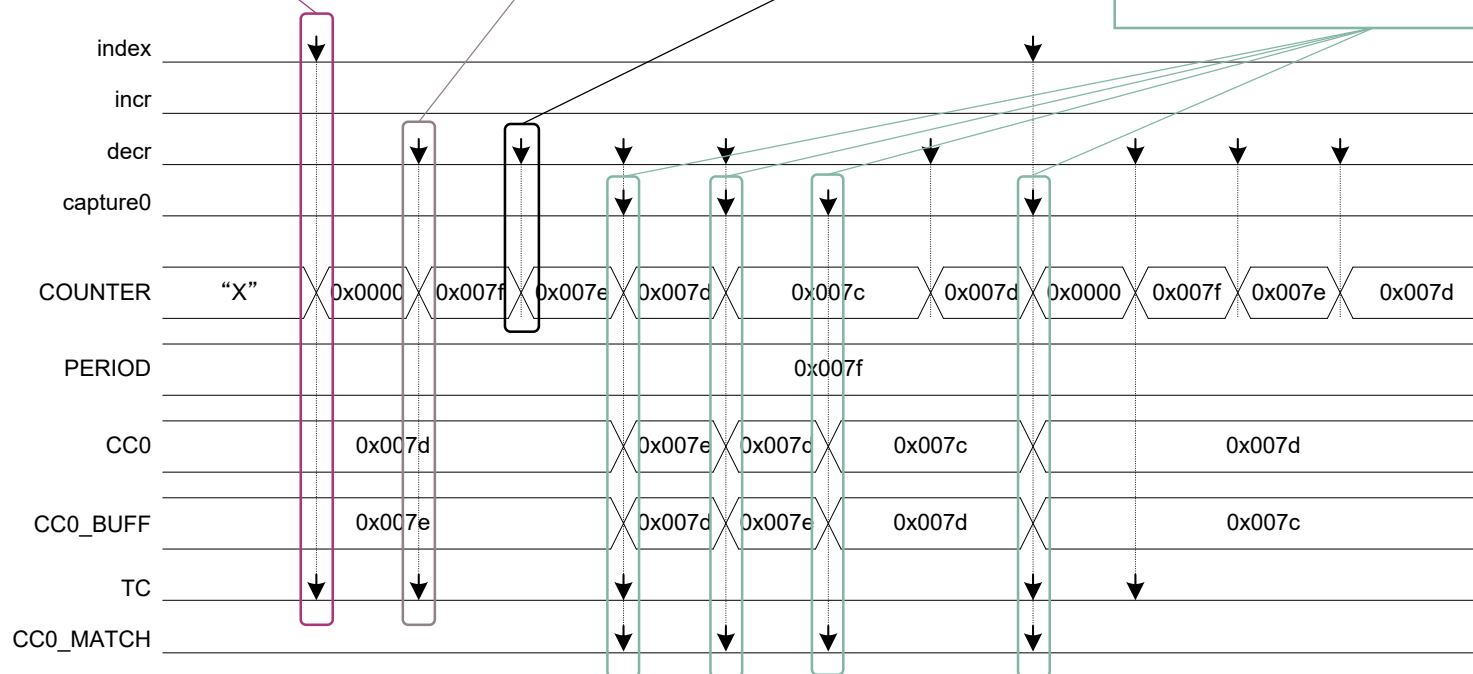 index
incr
decr
capture0
COUNTER “X” 0x0000 0x007f 0x007e 0x007d 0x007c 0x007d 0x0000 0x007f 0x007e 0x007d
PERIOD 0x007f
CC0 0x007d 0x007e 0x007d 0x007c 0x007d
CC0_BUFF 0x007e 0x007d 0x007e 0x007d 0x007c
TC
CC0_MATCH